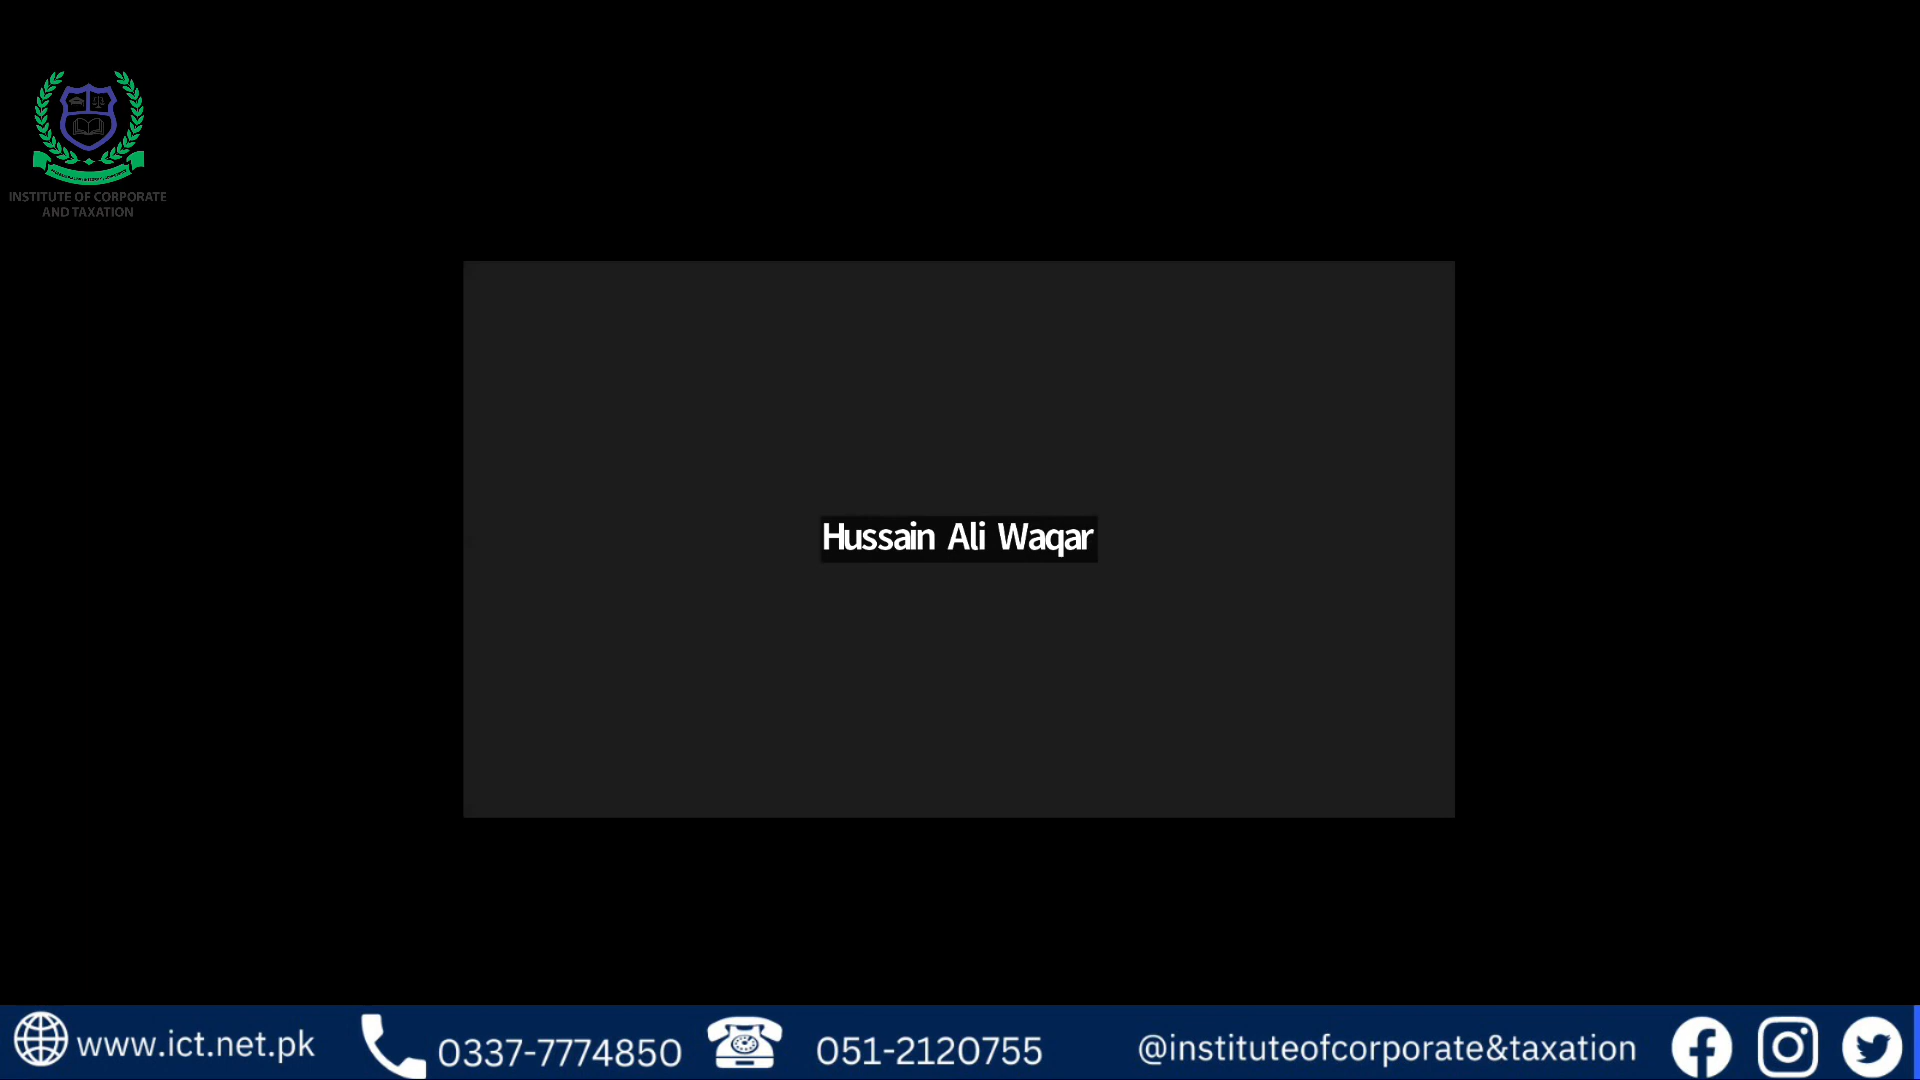 INSTITUTE OF CORPORATE
AND TAXATION
Hussain Ali Waqar
www.ict.net.pk
0337-7774850
051-2120755
@instituteofcorporate&taxation